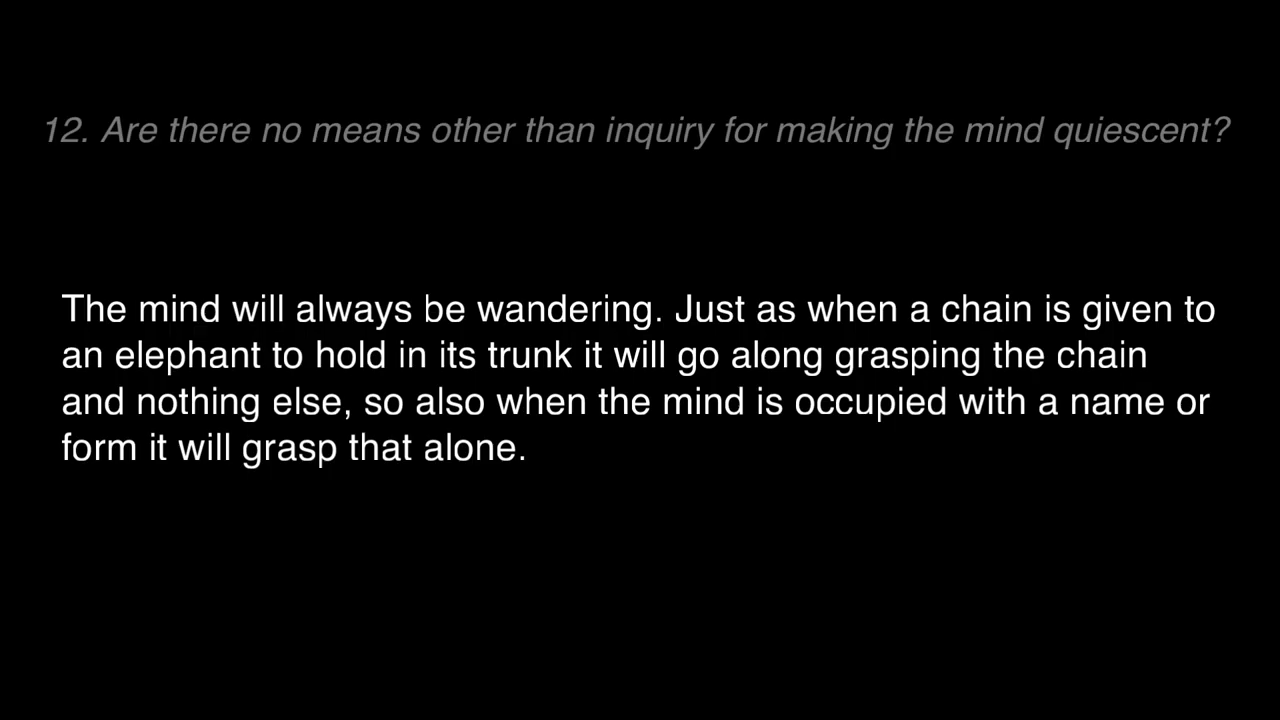 12. Are there no means other than inquiry for making the mind quiescent?
The mind will always be wandering. Just as when a chain is given to
an elephant to hold in its trunk it will go along grasping the chain
and nothing else, so also when the mind is occupied with a name or
form it will grasp that alone.